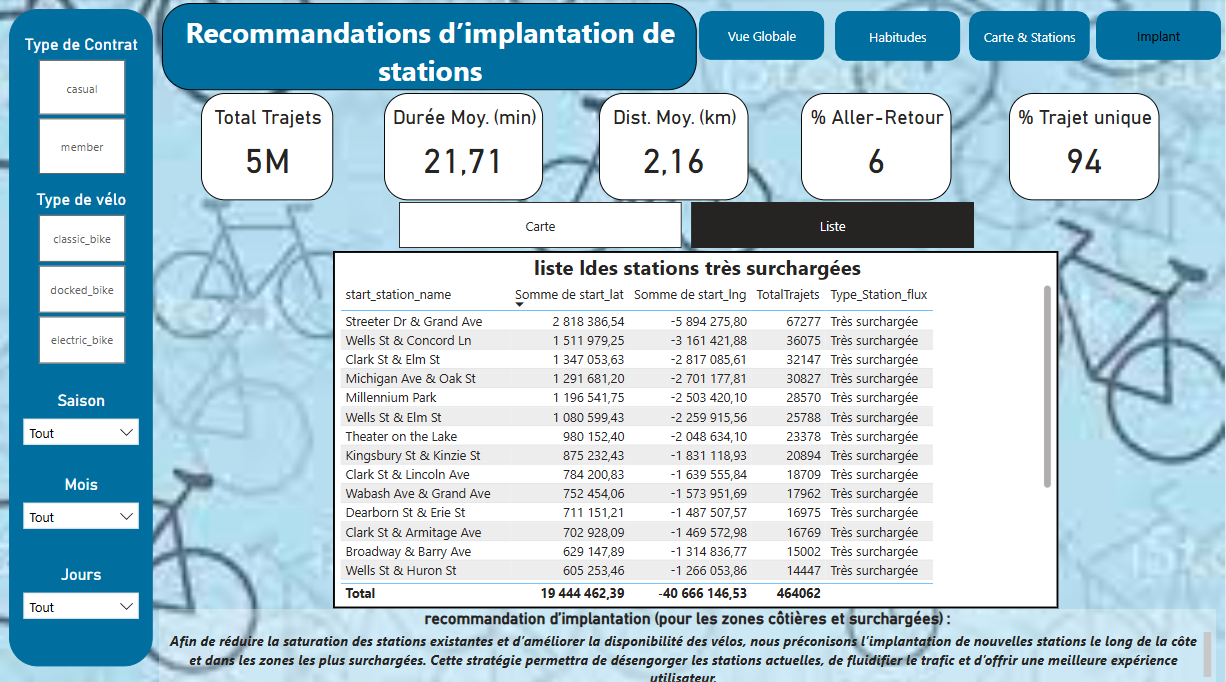 Type de Contrat
casual
member
Type de vélo
classic_bike
docked_bike
electric_bike
Saison
Tout
Mois
Tout
Jours
Tout
Recommandations d’implantation de
stations
Vue Globale
Habitudes
Carte & Stations
Implant
Total Trajets
5M
Durée Moy. (min)
21,71
Dist. Moy. (km)
2,16
% Aller-Retour
6
% Trajet unique
94
Carte
Liste
liste ldes stations très surchargées
start_station_name Somme de start_lat Somme de start_lng TotalTrajets Type_Station_flux
Streeter Dr & Grand Ave 2 818 386,54 -5 894 275,80 67277 Très surchargée
Wells St & Concord Ln 1 511 979,25 -3 161 421,88 36075 Très surchargée
Clark St & Elm St 1 347 053,63 -2 817 085,61 32147 Très surchargée
Michigan Ave & Oak St 1 291 681,20 -2 701 177,81 30827 Très surchargée
Millennium Park 1 196 541,75 -2 503 420,10 28570 Très surchargée
Wells St & Elm St 1 080 599,43 -2 259 915,56 25788 Très surchargée
Theater on the Lake 980 152,40 -2 048 634,10 23378 Très surchargée
Kingsbury St & Kinzie St 875 232,43 -1 831 118,93 20894 Très surchargée
Clark St & Lincoln Ave 784 200,83 -1 639 555,84 18709 Très surchargée
Wabash Ave & Grand Ave 752 454,06 -1 573 951,69 17962 Très surchargée
Dearborn St & Erie St 711 151,21 -1 487 507,57 16975 Très surchargée
Clark St & Armitage Ave 702 928,09 -1 469 572,98 16769 Très surchargée
Broadway & Barry Ave 629 147,89 -1 314 836,77 15002 Très surchargée
Wells St & Huron St 605 253,46 -1 266 053,86 14447 Très surchargée
Total 19 444 462,39 -40 666 146,53 464062
recommandation d’implantation (pour les zones côtières et surchargées) :
Afin de réduire la saturation des stations existantes et d’améliorer la disponibilité des vélos, nous préconisons l’implantation de nouvelles stations le long de la côte
et dans les zones les plus surchargées. Cette stratégie permettra de désengorger les stations actuelles, de fluidifier le trafic et d’offrir une meilleure expérience
utilisateur.